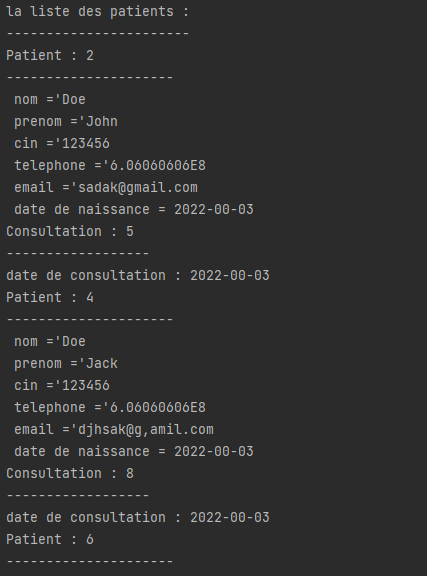 la liste des patients :
-----------------------
Patient : 2
---------------------
nom ='Doe
prenom ='John
cin ='123456
telephone ='6.06060606E8
email ='sadak@gmail.com
date de naissance = 2022-00-03
Consultation : 5
------------------
date de consultation : 2022-00-03
Patient : 4
---------------------
nom ='Doe
prenom ='Jack
cin ='123456
telephone ='6.06060606E8
email ='djhsak@g,amil.com
date de naissance = 2022-00-03
Consultation : 8
------------------
date de consultation : 2022-00-03
Patient : 6
---------------------